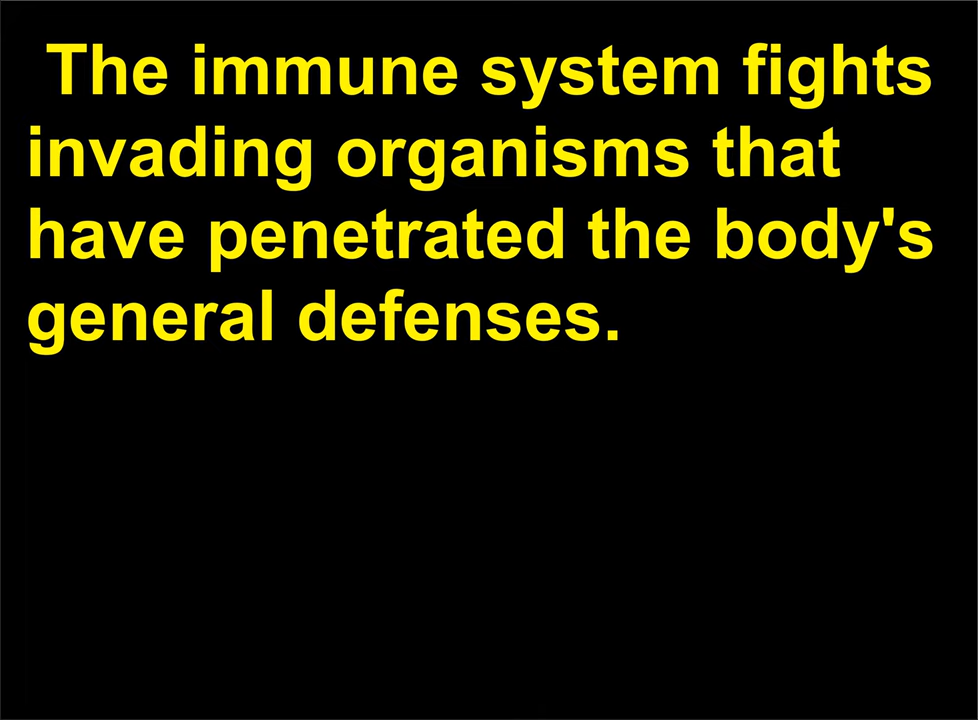 The immune system fights
invading organisms that
have penetrated the body's
general defenses.